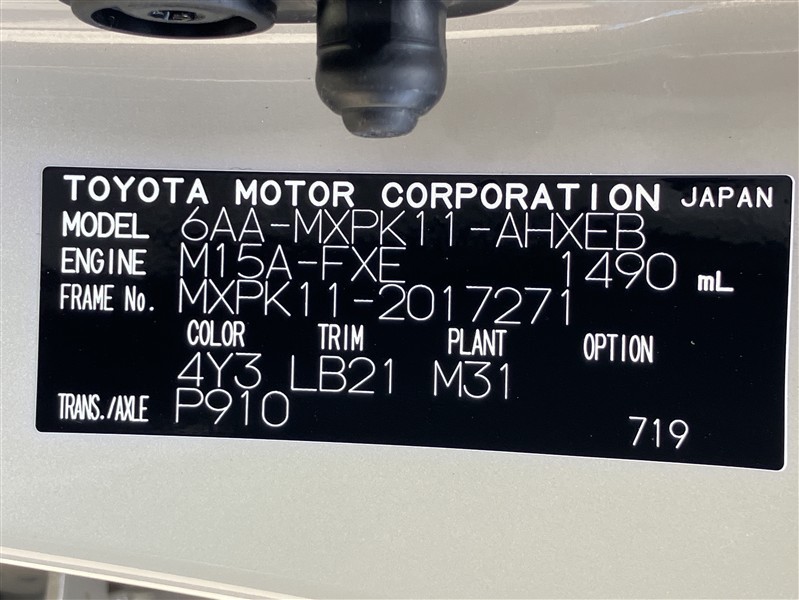 TOYOTA MOTOR CORPORATION JAPAN
MODEL 6AA-MXPK11-AHXEB
ENGINE M15A-FXE 1490 mL
FRAME No. MXPK11-2017271
COLOR TRIM PLANT OPTION
4Y3 LB21 M31
TRANS./AXLE P910
719